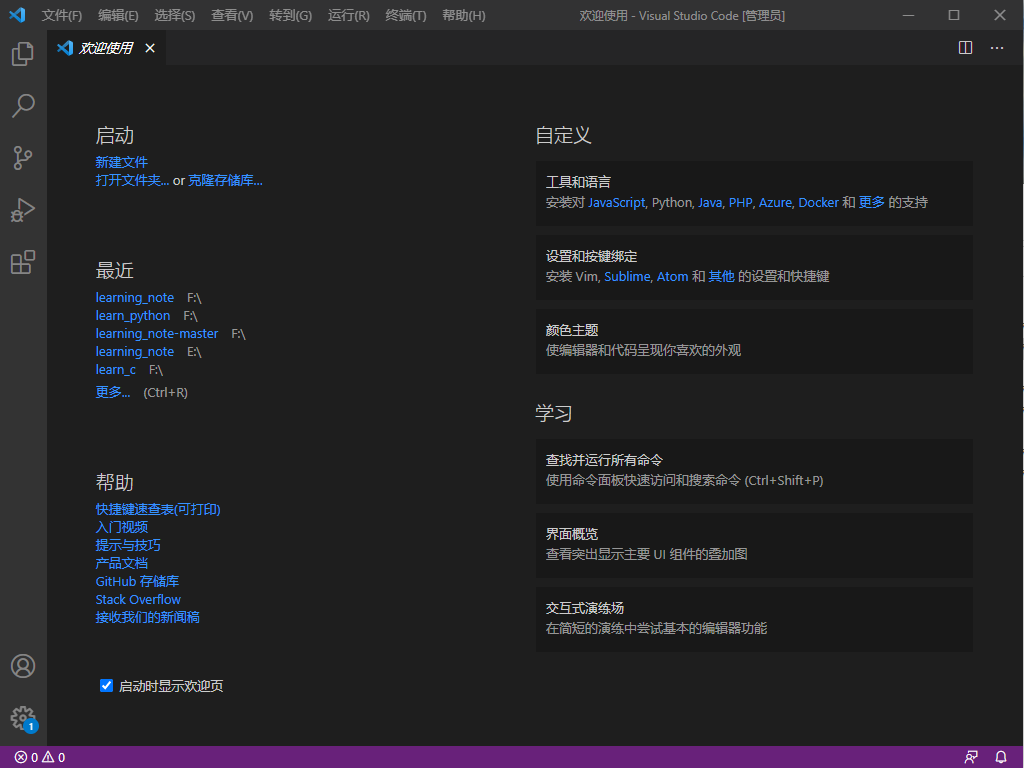 文件(F) 编辑(E) 选择(S) 查看(V) 转到(G) 运行(R) 终端(T) 帮助(H) 欢迎使用 - Visual Studio Code [管理员]
欢迎使用
启动
新建文件
打开文件夹... or 克隆存储库...
最近
learning_note F:\
learn_python F:\
learning_note-master F:\
learning_note E:\
learn_c F:\
更多... (Ctrl+R)
帮助
快捷键速查表(可打印)
入门视频
提示与技巧
产品文档
GitHub 存储库
Stack Overflow
接收我们的新闻稿
启动时显示欢迎页
自定义
工具和语言
安装对 JavaScript, Python, Java, PHP, Azure, Docker 和 更多 的支持
设置和按键绑定
安装 Vim, Sublime, Atom 和 其他 的设置和快捷键
颜色主题
使编辑器和代码呈现你喜欢的外观
学习
查找并运行所有命令
使用命令面板快速访问和搜索命令 (Ctrl+Shift+P)
界面概览
查看突出显示主要 UI 组件的叠加图
交互式演练场
在简短的演练中尝试基本的编辑器功能
1
0 0